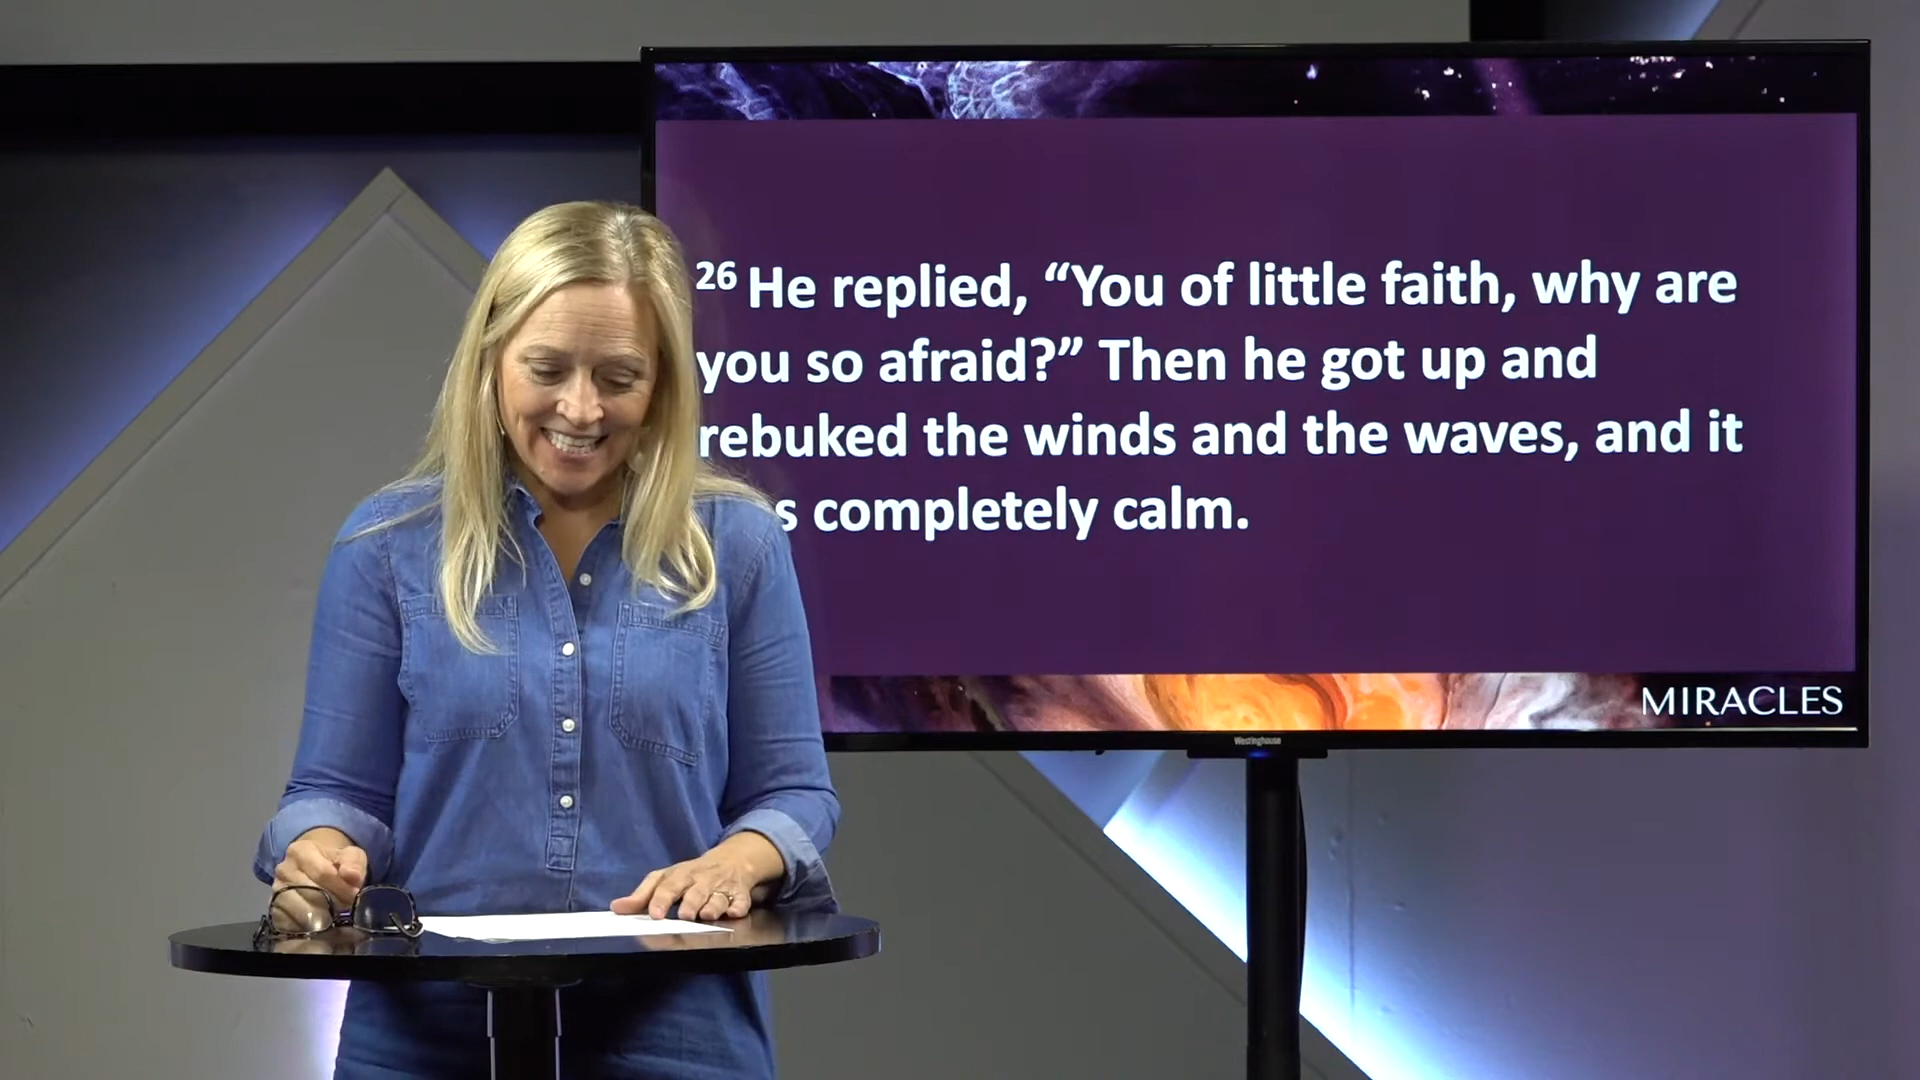 26 He replied, “You of little faith, why are
you so afraid?” Then he got up and
rebuked the winds and the waves, and it
s completely calm.
MIRACLES
Westinghouse